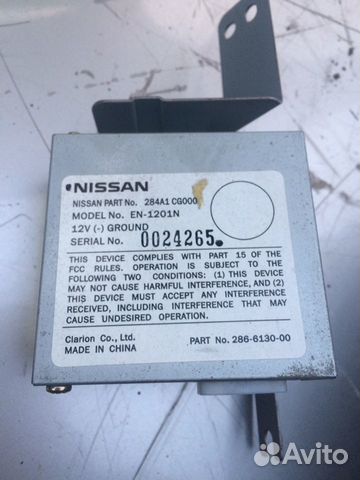 NISSAN
NISSAN PART No. 284A1 CG000
MODEL No. EN-1201N
12V (-) GROUND
SERIAL No. 0024265.
THIS DEVICE COMPLIES WITH PART 15 OF THE
FCC RULES. OPERATION IS SUBJECT TO THE
FOLLOWING TWO CONDITIONS: (1) THIS DEVICE
MAY NOT CAUSE HARMFUL INTERFERENCE, AND (2)
THIS DEVICE MUST ACCEPT ANY INTERFERENCE
RECEIVED, INCLUDING INTERFERENCE THAT MAY
CAUSE UNDESIRED OPERATION.
Clarion Co., Ltd. PART No. 286-6130-00
MADE IN CHINA
Avito